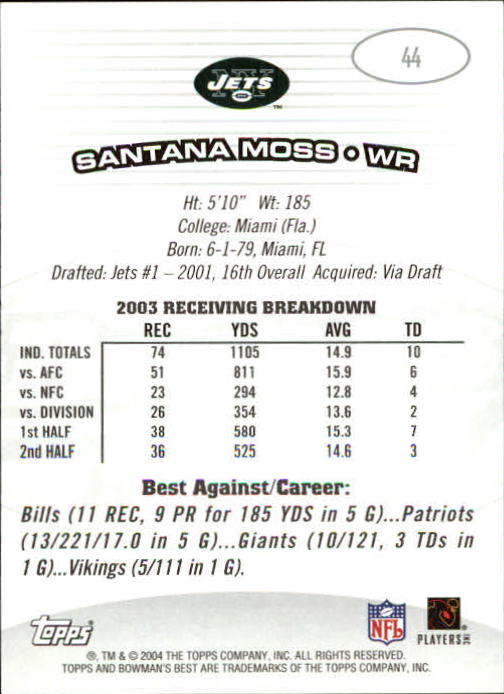 44
NY
JETS
TM
SANTANA MOSS • WR
Ht: 5'10" Wt: 185
College: Miami (Fla.)
Born: 6-1-79, Miami, FL
Drafted: Jets #1 – 2001, 16th Overall Acquired: Via Draft
2003 RECEIVING BREAKDOWN
REC YDS AVG TD
IND. TOTALS 74 1105 14.9 10
vs. AFC 51 811 15.9 6
vs. NFC 23 294 12.8 4
vs. DIVISION 26 354 13.6 2
1st HALF 38 580 15.3 7
2nd HALF 36 525 14.6 3
Best Against/Career:
Bills (11 REC, 9 PR for 185 YDS in 5 G)...Patriots
(13/221/17.0 in 5 G)...Giants (10/121, 3 TDs in
1 G)...Vikings (5/111 in 1 G).
Topps
NFL
PLAYERS INC
®, TM & © 2004 THE TOPPS COMPANY, INC. ALL RIGHTS RESERVED.
TOPPS AND BOWMAN'S BEST ARE TRADEMARKS OF THE TOPPS COMPANY, INC.